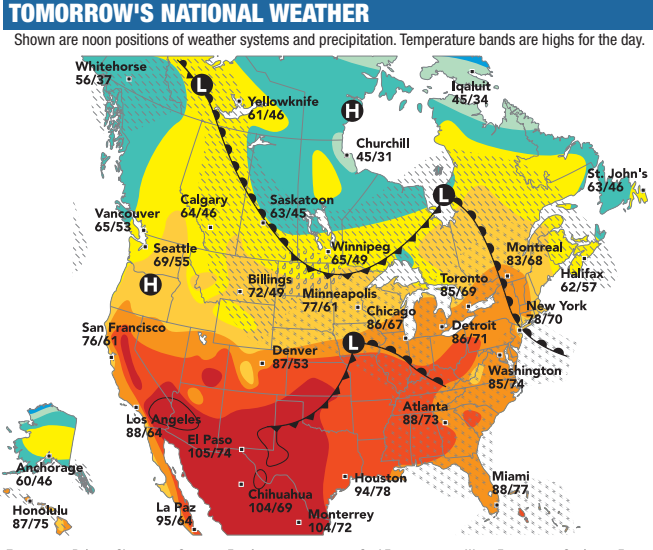 TOMORROW'S NATIONAL WEATHER
Shown are noon positions of weather systems and precipitation. Temperature bands are highs for the day.
Whitehorse
56/37
L
Yellowknife
61/46
H
Iqaluit
45/34
Churchill
45/31
St. John's
63/46
Calgary
64/46
Saskatoon
63/45
L
Vancouver
65/53
Seattle
69/55
Winnipeg
65/49
Montreal
83/68
Halifax
62/57
H
Billings
72/49
Minneapolis
77/61
Toronto
85/69
Chicago
86/67
New York
78/70
San Francisco
76/61
L
Detroit
86/71
Denver
87/53
Washington
85/74
Los Angeles
88/64
Atlanta
88/73
El Paso
105/74
Anchorage
60/46
Houston
94/78
Miami
88/77
Chihuahua
104/69
Honolulu
87/75
La Paz
95/64
Monterrey
104/72